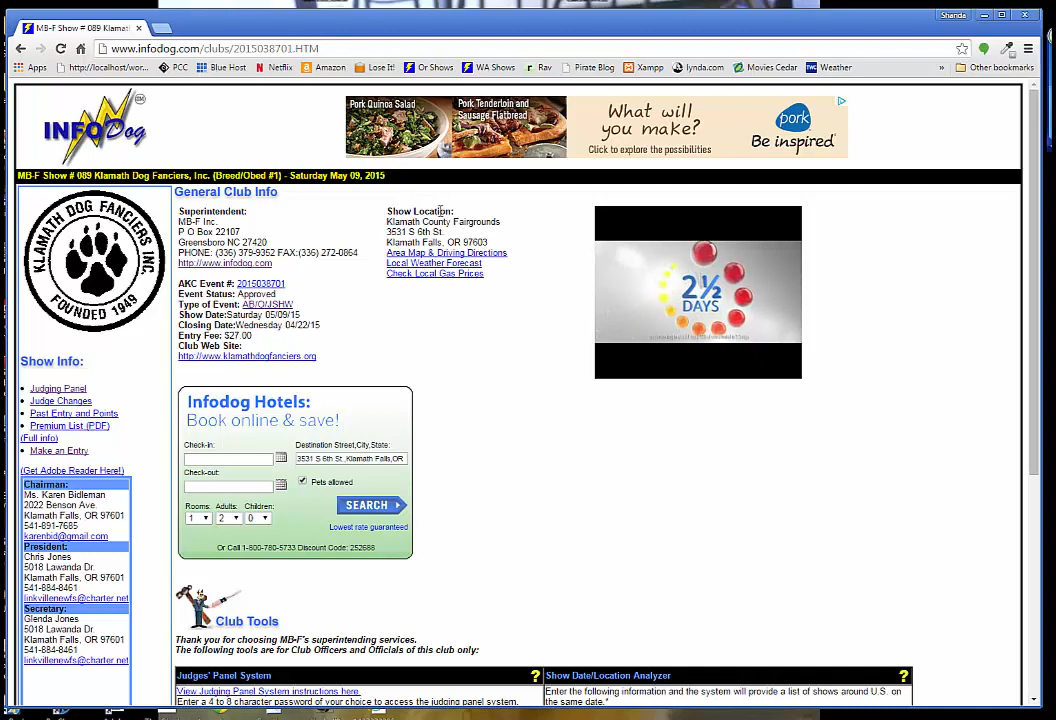 Shanda
MB-F Show # 089 Klamath
www.infodog.com/clubs/2015038701.HTM
Apps http://localhost/wor... PCC Blue Host Netflix Amazon Lose It! Or Shows WA Shows Rav Pirate Blog Xampp lynda.com Movies Cedar Weather » Other bookmarks
INFODog
Pork Quinoa Salad
Pork Tenderloin and
Sausage Flatbread
What will
you make?
Click to explore the possibilities
pork
Be inspired
MB-F Show # 089 Klamath Dog Fanciers, Inc. (Breed/Obed #1) - Saturday May 09, 2015
KLAMATH DOG FANCIERS INC.
FOUNDED 1949
Show Info:
Judging Panel
Judge Changes
Past Entry and Points
Premium List (PDF)
(Full info)
Make an Entry
(Get Adobe Reader Here!)
Chairman:
Ms. Karen Bidleman
2022 Benson Ave.
Klamath Falls, OR 97601
541-891-7685
karenbid@gmail.com
President:
Chris Jones
5018 Lawanda Dr.
Klamath Falls, OR 97601
541-884-8461
linkvillenewfs@charter.net
Secretary:
Glenda Jones
5018 Lawanda Dr.
Klamath Falls, OR 97601
541-884-8461
linkvillenewfs@charter.net
General Club Info
Superintendent:
MB-F Inc.
P O Box 22107
Greensboro NC 27420
PHONE: (336) 379-9352 FAX:(336) 272-0864
http://www.infodog.com
AKC Event #: 2015038701
Event Status: Approved
Type of Event: AB/O/JSHW
Show Date:Saturday 05/09/15
Closing Date:Wednesday 04/22/15
Entry Fee: $27.00
Club Web Site:
http://www.klamathdogfanciers.org
Show Location:
Klamath County Fairgrounds
3531 S 6th St.
Klamath Falls, OR 97603
Area Map & Driving Directions
Local Weather Forecast
Check Local Gas Prices
2½
DAYS
Infodog Hotels:
Book online & save!
Check-in:
Destination Street,City,State:
3531 S 6th St.,Klamath Falls,OR
Check-out:
Pets allowed
Rooms: Adults: Children:
1 2 0
SEARCH
Lowest rate guaranteed
Or Call 1-800-780-5733 Discount Code: 252688
Club Tools
Thank you for choosing MB-F's superintending services.
The following tools are for Club Officers and Officials of this club only:
Judges' Panel System ?
View Judging Panel System instructions here.
Enter a 4 to 8 character password of your choice to access the judging panel system.
Show Date/Location Analyzer ?
Enter the following information and the system will provide a list of shows around U.S. on
the same date.*